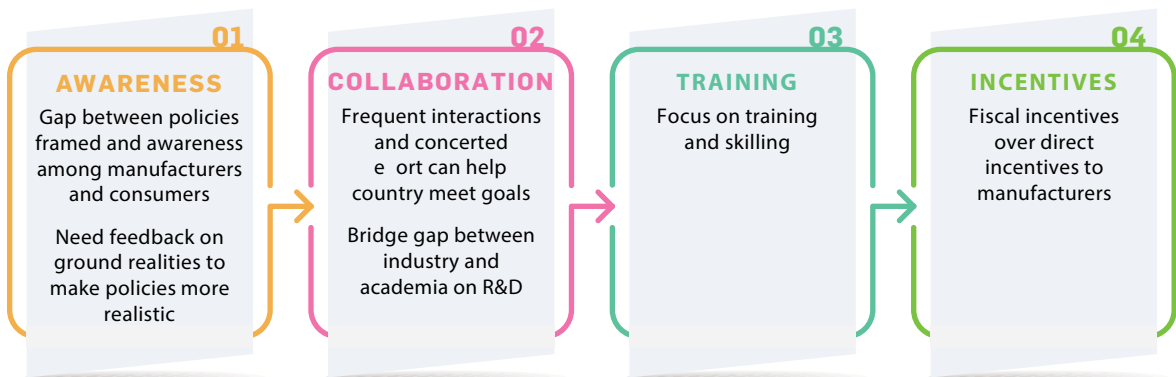 01
AWARENESS
Gap between policies
framed and awareness
among manufacturers
and consumers
Need feedback on
ground realities to
make policies more
realistic
02
COLLABORATION
Frequent interactions
and concerted
e ort can help
country meet goals
Bridge gap between
industry and
academia on R&D
03
TRAINING
Focus on training
and skilling
04
INCENTIVES
Fiscal incentives
over direct
incentives to
manufacturers